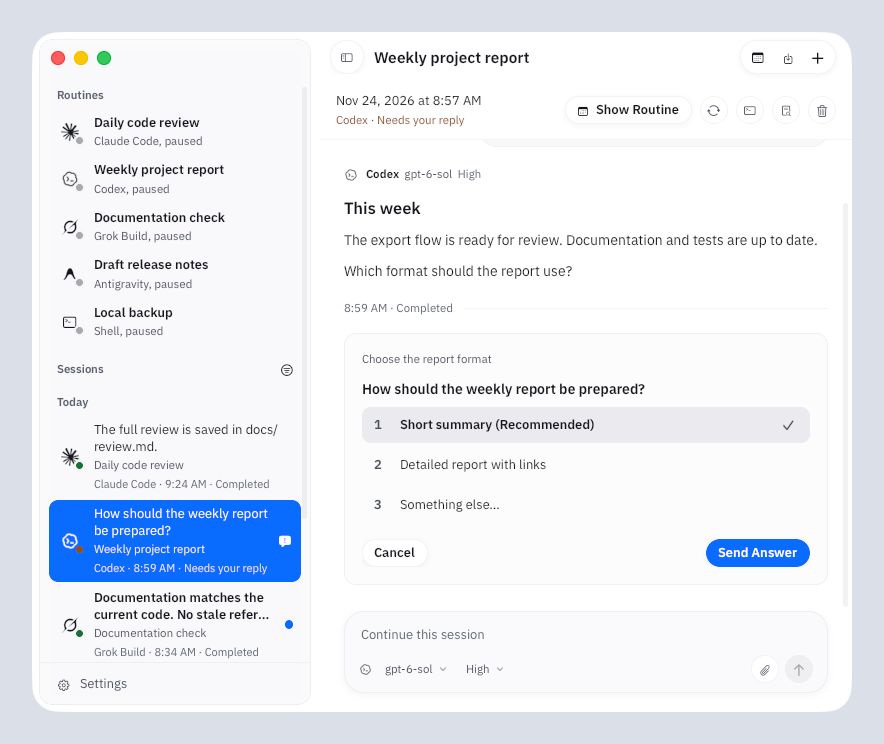 Routines
Daily code review
Claude Code, paused
Weekly project report
Codex, paused
Documentation check
Grok Build, paused
Draft release notes
Antigravity, paused
Local backup
Shell, paused
Sessions
Today
The full review is saved in docs/
review.md.
Daily code review
Claude Code · 9:24 AM · Completed
How should the weekly report
be prepared?
Weekly project report
Codex · 8:59 AM · Needs your reply
Documentation matches the
current code. No stale refer...
Documentation check
Grok Build · 8:34 AM · Completed
Settings
Weekly project report
Nov 24, 2026 at 8:57 AM
Codex · Needs your reply
Show Routine
Codex gpt-6-sol High
This week
The export flow is ready for review. Documentation and tests are up to date.
Which format should the report use?
8:59 AM · Completed
Choose the report format
How should the weekly report be prepared?
1 Short summary (Recommended)
2 Detailed report with links
3 Something else...
Cancel
Send Answer
Continue this session
gpt-6-sol High